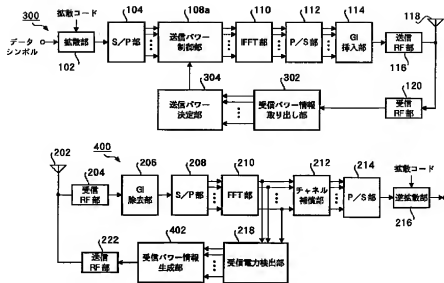 300
拡散コード
データ
シンボル
拡散部
102
104
S/P部
108a
送信パワー
制御部
110
IFFT部
112
P/S部
114
GI
挿入部
送信
RF部
116
118
304
送信パワー
決定部
302
受信パワー情報
取り出し部
120
受信
RF部
202
400
204
受信
RF部
206
GI
除去部
208
S/P部
210
FFT部
212
チャネル
補償部
214
P/S部
拡散コード
逆拡散部
216
222
送信
RF部
402
受信パワー情報
生成部
218
受信電力検出部